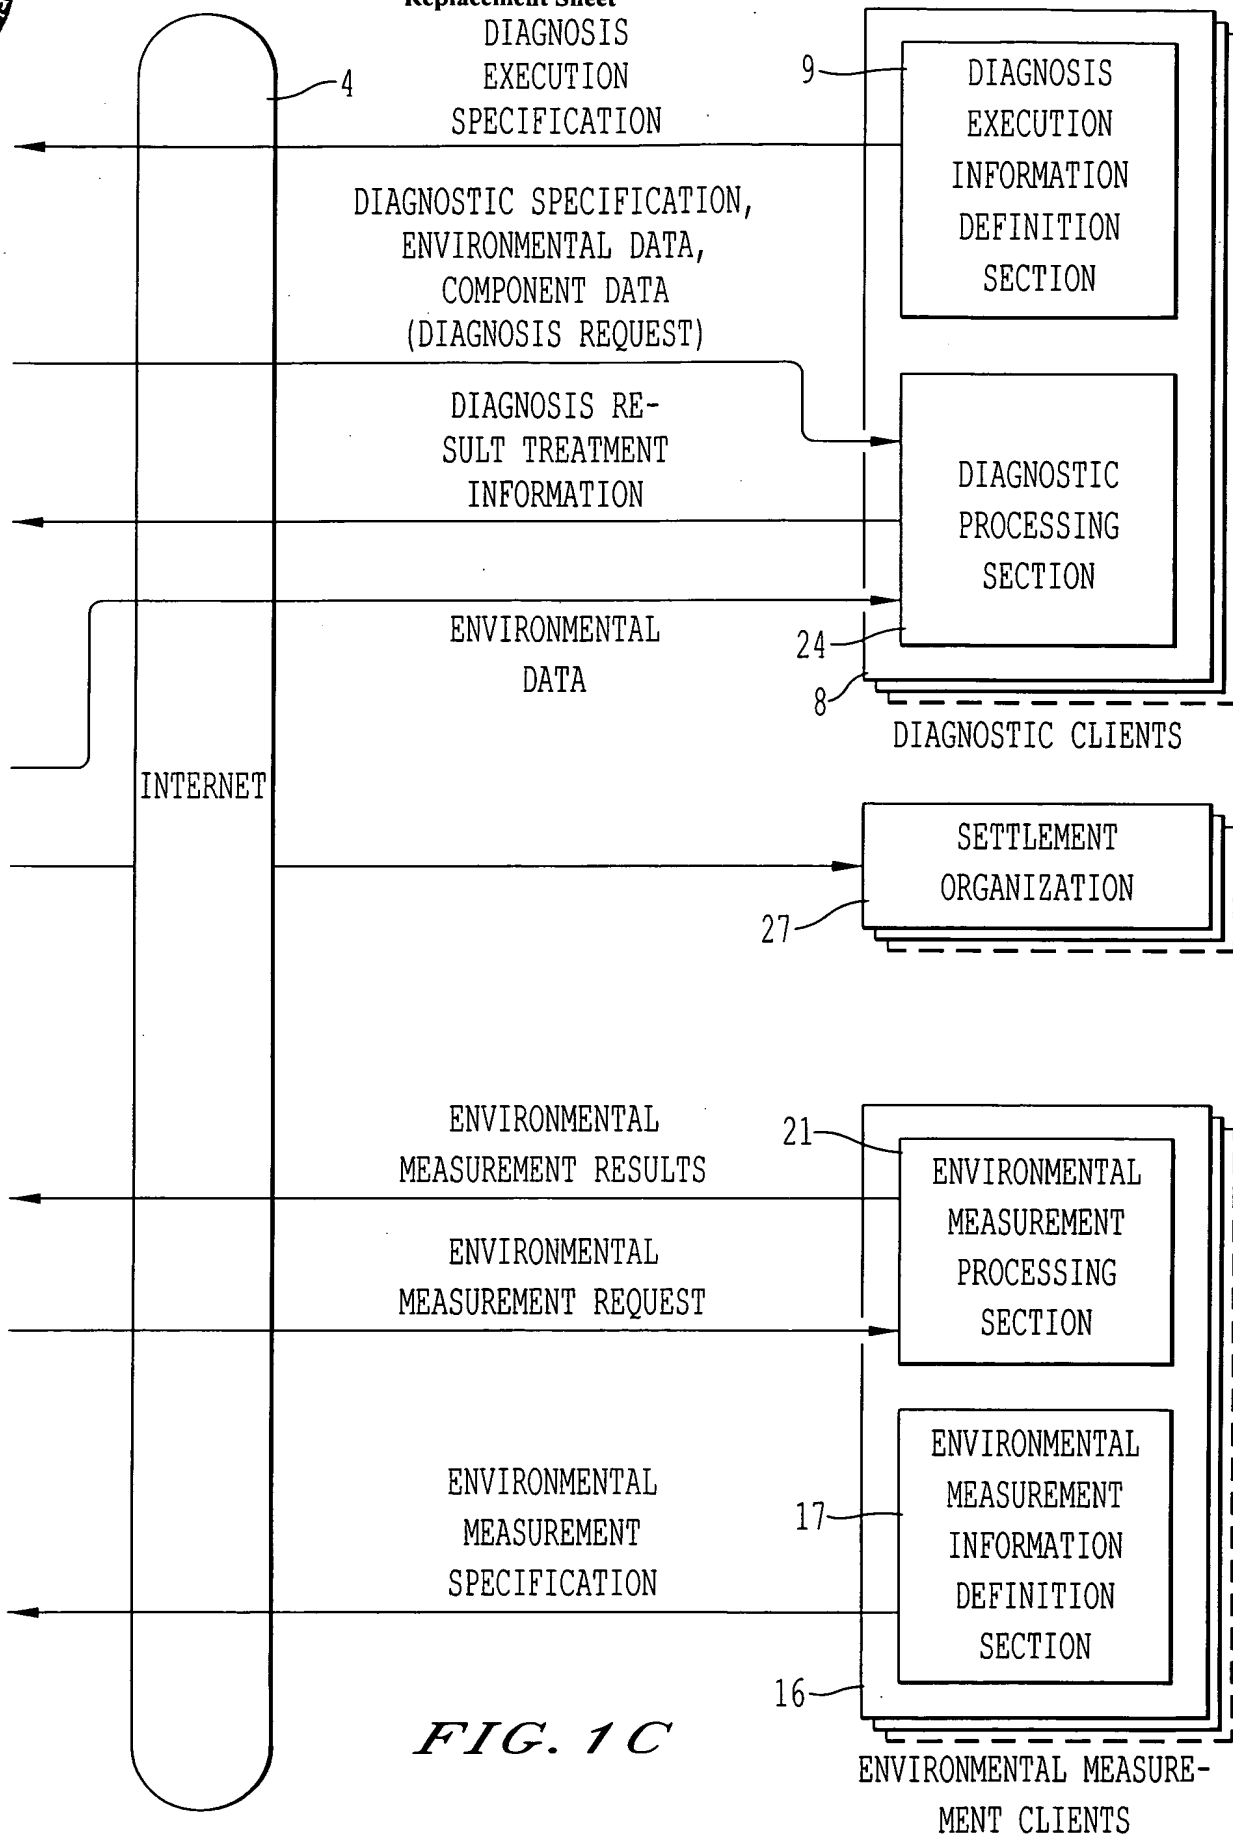 Replacement Sheet
DIAGNOSIS
EXECUTION
SPECIFICATION
4
9
DIAGNOSIS
EXECUTION
INFORMATION
DEFINITION
SECTION
DIAGNOSTIC SPECIFICATION,
ENVIRONMENTAL DATA,
COMPONENT DATA
(DIAGNOSIS REQUEST)
DIAGNOSIS RE-
SULT TREATMENT
INFORMATION
DIAGNOSTIC
PROCESSING
SECTION
ENVIRONMENTAL
DATA
24
8
DIAGNOSTIC CLIENTS
INTERNET
SETTLEMENT
ORGANIZATION
27
ENVIRONMENTAL
MEASUREMENT RESULTS
21
ENVIRONMENTAL
MEASUREMENT
PROCESSING
SECTION
ENVIRONMENTAL
MEASUREMENT REQUEST
ENVIRONMENTAL
MEASUREMENT
SPECIFICATION
17
ENVIRONMENTAL
MEASUREMENT
INFORMATION
DEFINITION
SECTION
16
FIG. 1C
ENVIRONMENTAL MEASURE-
MENT CLIENTS